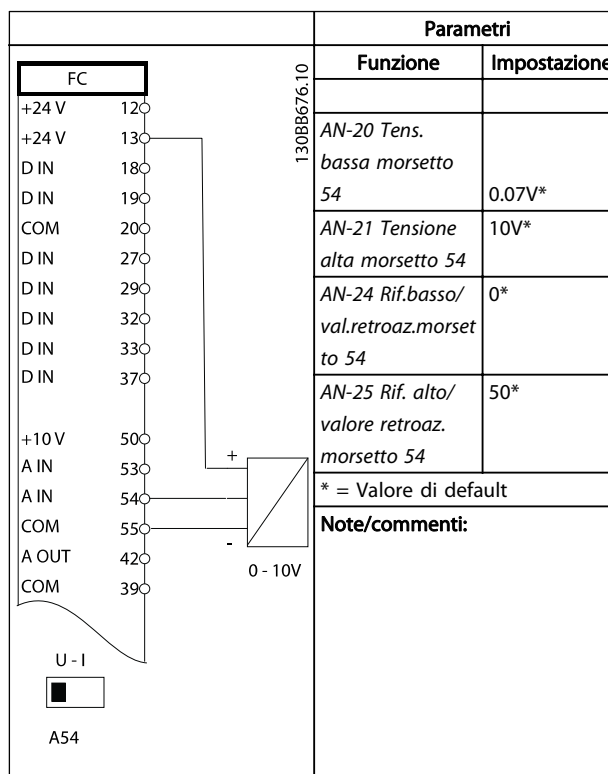 Parametri
Funzione Impostazione
FC
+24 V 12
+24 V 13
D IN 18
D IN 19
COM 20
D IN 27
D IN 29
D IN 32
D IN 33
D IN 37
+10 V 50
A IN 53
A IN 54
COM 55
A OUT 42
COM 39
U - I
A54
+
-
0 - 10V
130BB676.10
AN-20 Tens.
bassa morsetto
54 0.07V*
AN-21 Tensione 10V*
alta morsetto 54
AN-24 Rif.basso/ 0*
val.retroaz.morset
to 54
AN-25 Rif. alto/ 50*
valore retroaz.
morsetto 54
* = Valore di default
Note/commenti: